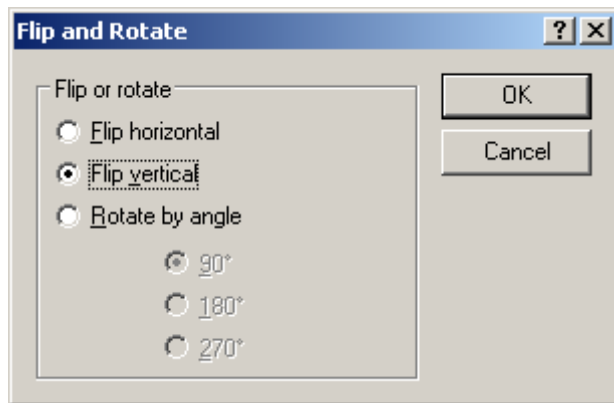 Flip and Rotate
Flip or rotate
Flip horizontal
Flip vertical
Rotate by angle
90°
180°
270°
OK
Cancel